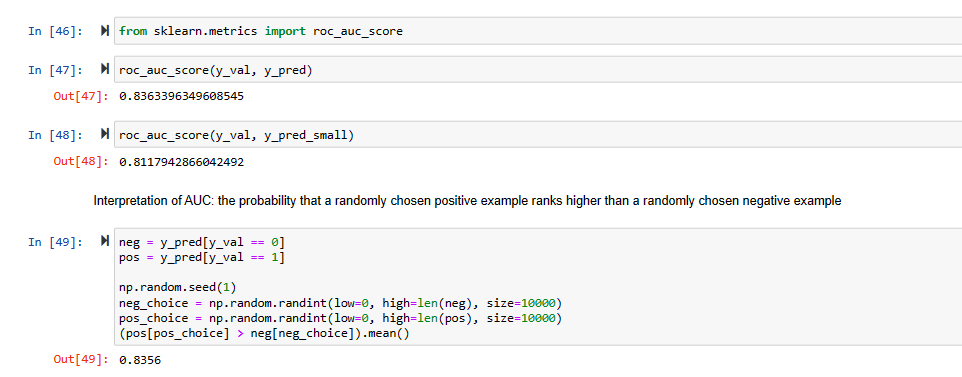 In [46]: from sklearn.metrics import roc_auc_score
In [47]: roc_auc_score(y_val, y_pred)
Out[47]: 0.8363396349608545
In [48]: roc_auc_score(y_val, y_pred_small)
Out[48]: 0.8117942866042492
Interpretation of AUC: the probability that a randomly chosen positive example ranks higher than a randomly chosen negative example
In [49]: neg = y_pred[y_val == 0]
pos = y_pred[y_val == 1]
np.random.seed(1)
neg_choice = np.random.randint(low=0, high=len(neg), size=10000)
pos_choice = np.random.randint(low=0, high=len(pos), size=10000)
(pos[pos_choice] > neg[neg_choice]).mean()
Out[49]: 0.8356